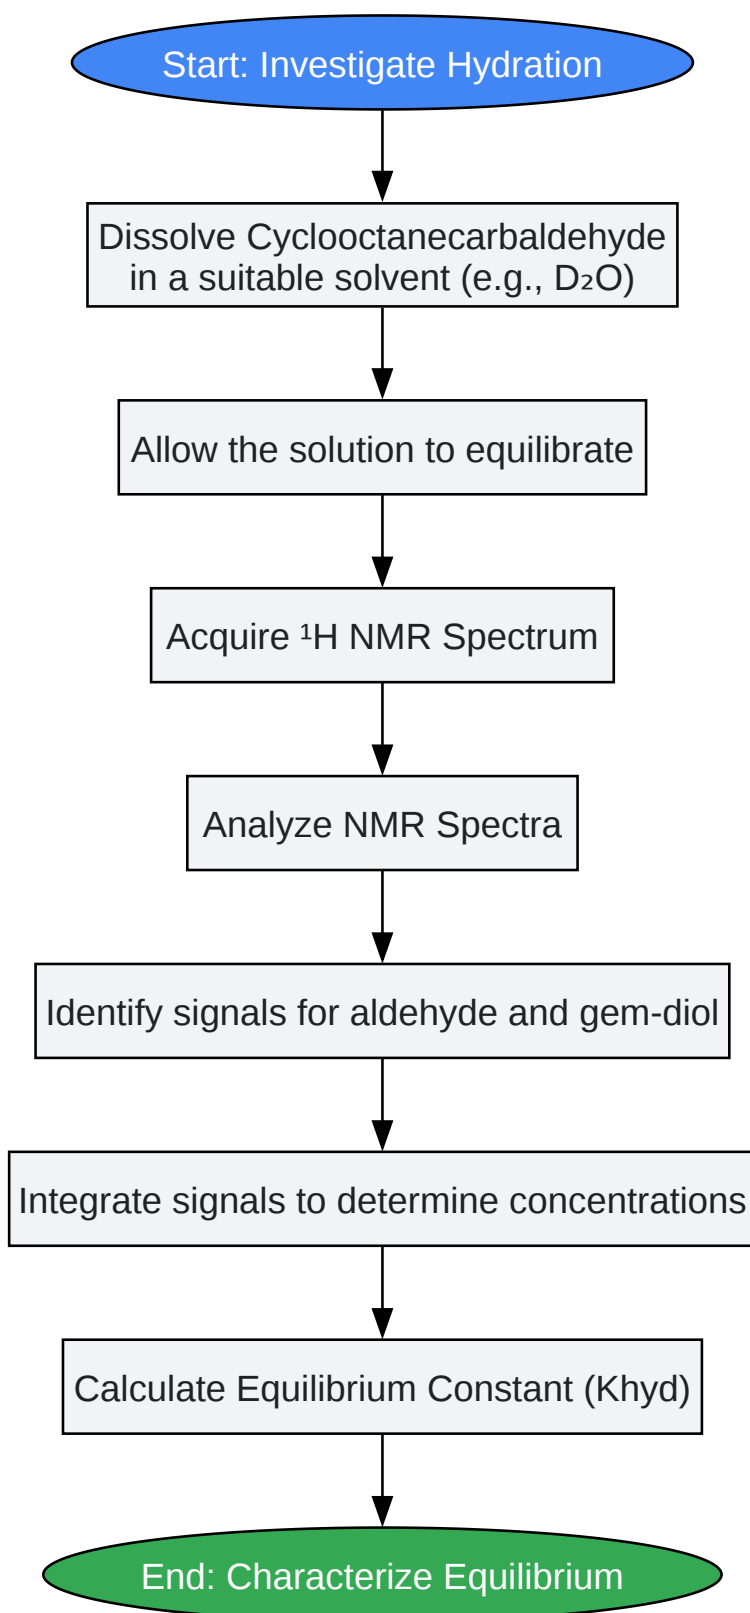 Start: Investigate Hydration
Dissolve Cyclooctanecarbaldehyde
in a suitable solvent (e.g., D₂O)
Allow the solution to equilibrate
Acquire ¹H NMR Spectrum
Analyze NMR Spectra
Identify signals for aldehyde and gem-diol
Integrate signals to determine concentrations
Calculate Equilibrium Constant (Khyd)
End: Characterize Equilibrium